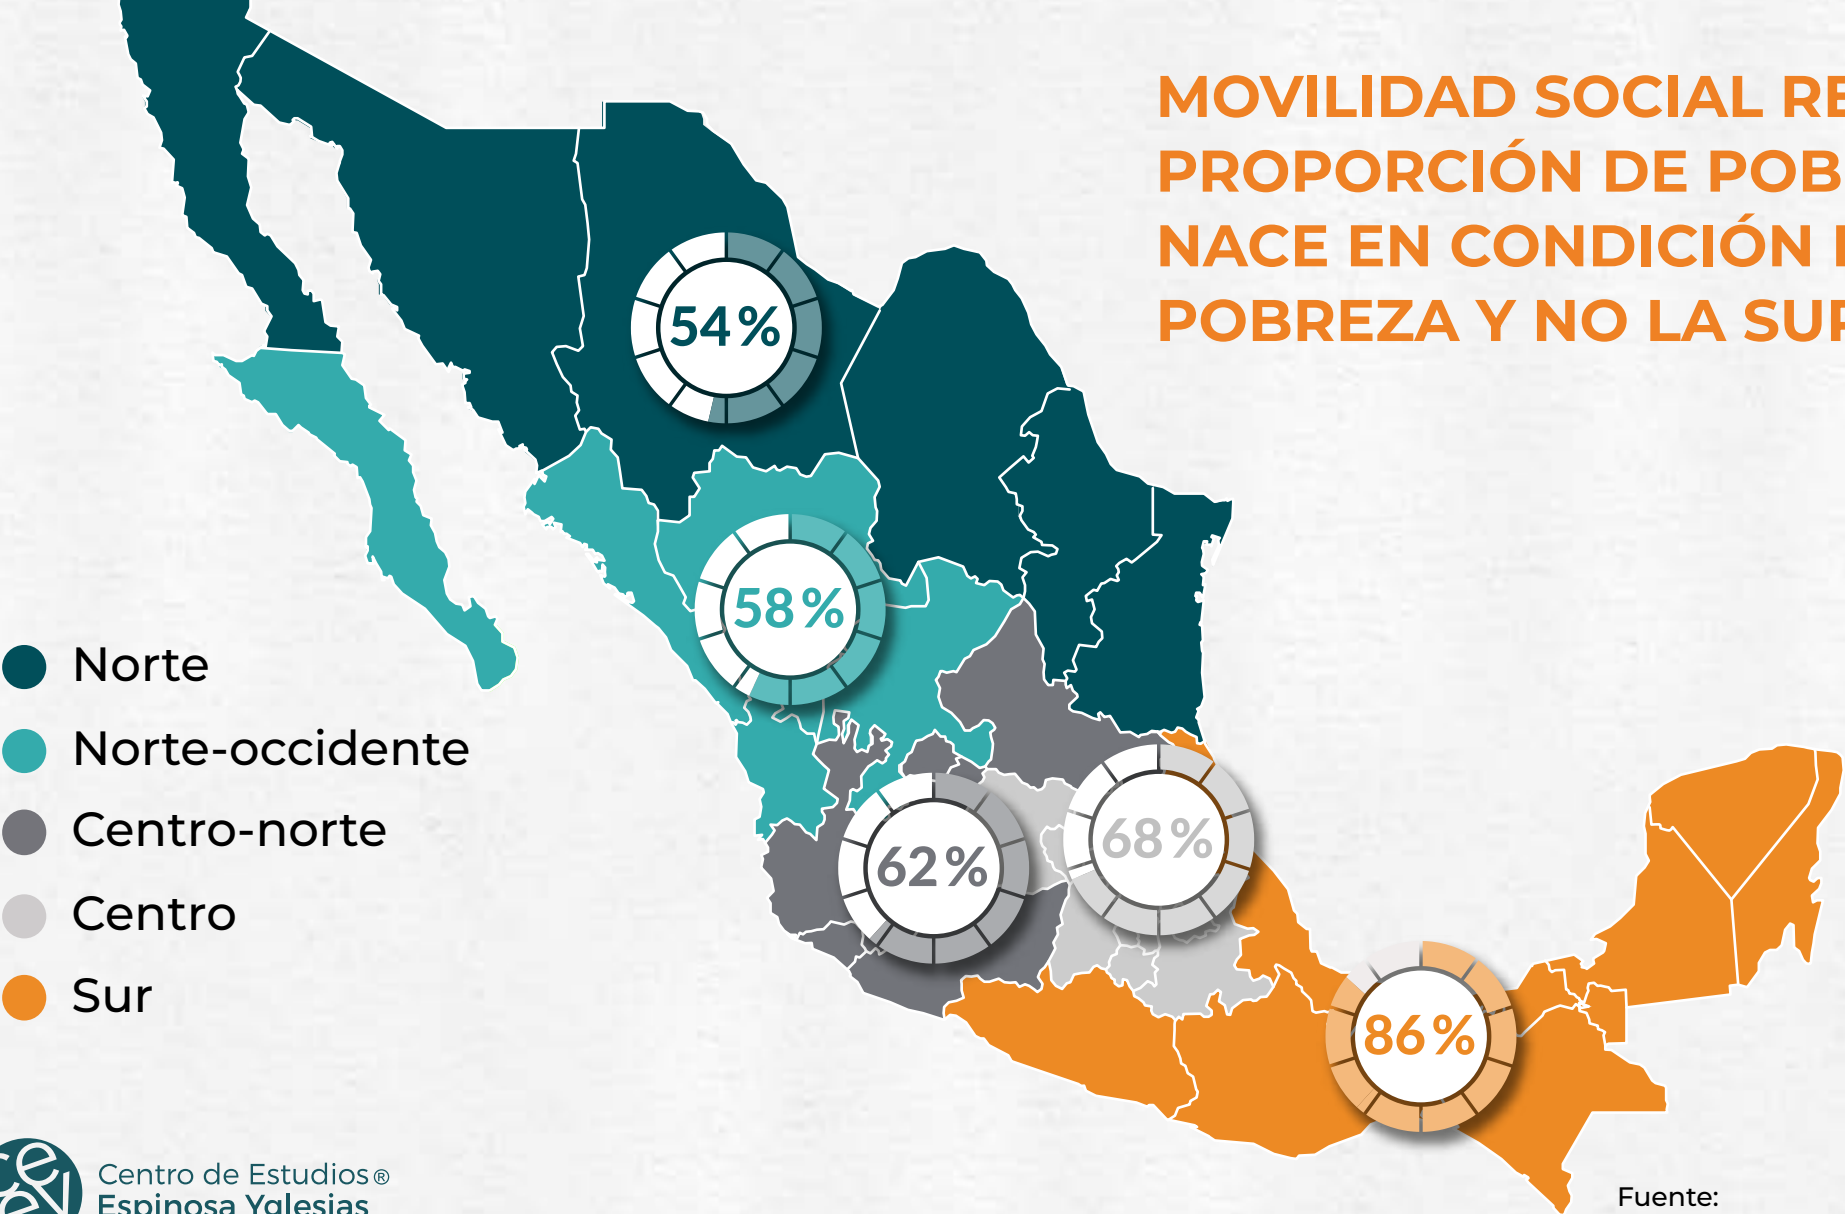 MOVILIDAD SOCIAL RE
PROPORCIÓN DE POB
NACE EN CONDICIÓN
POBREZA Y NO LA SUP
54%
58%
62%
68%
86%
Norte
Norte-occidente
Centro-norte
Centro
Sur
Centro de Estudios®
Espinosa Yglesias
Fuente: